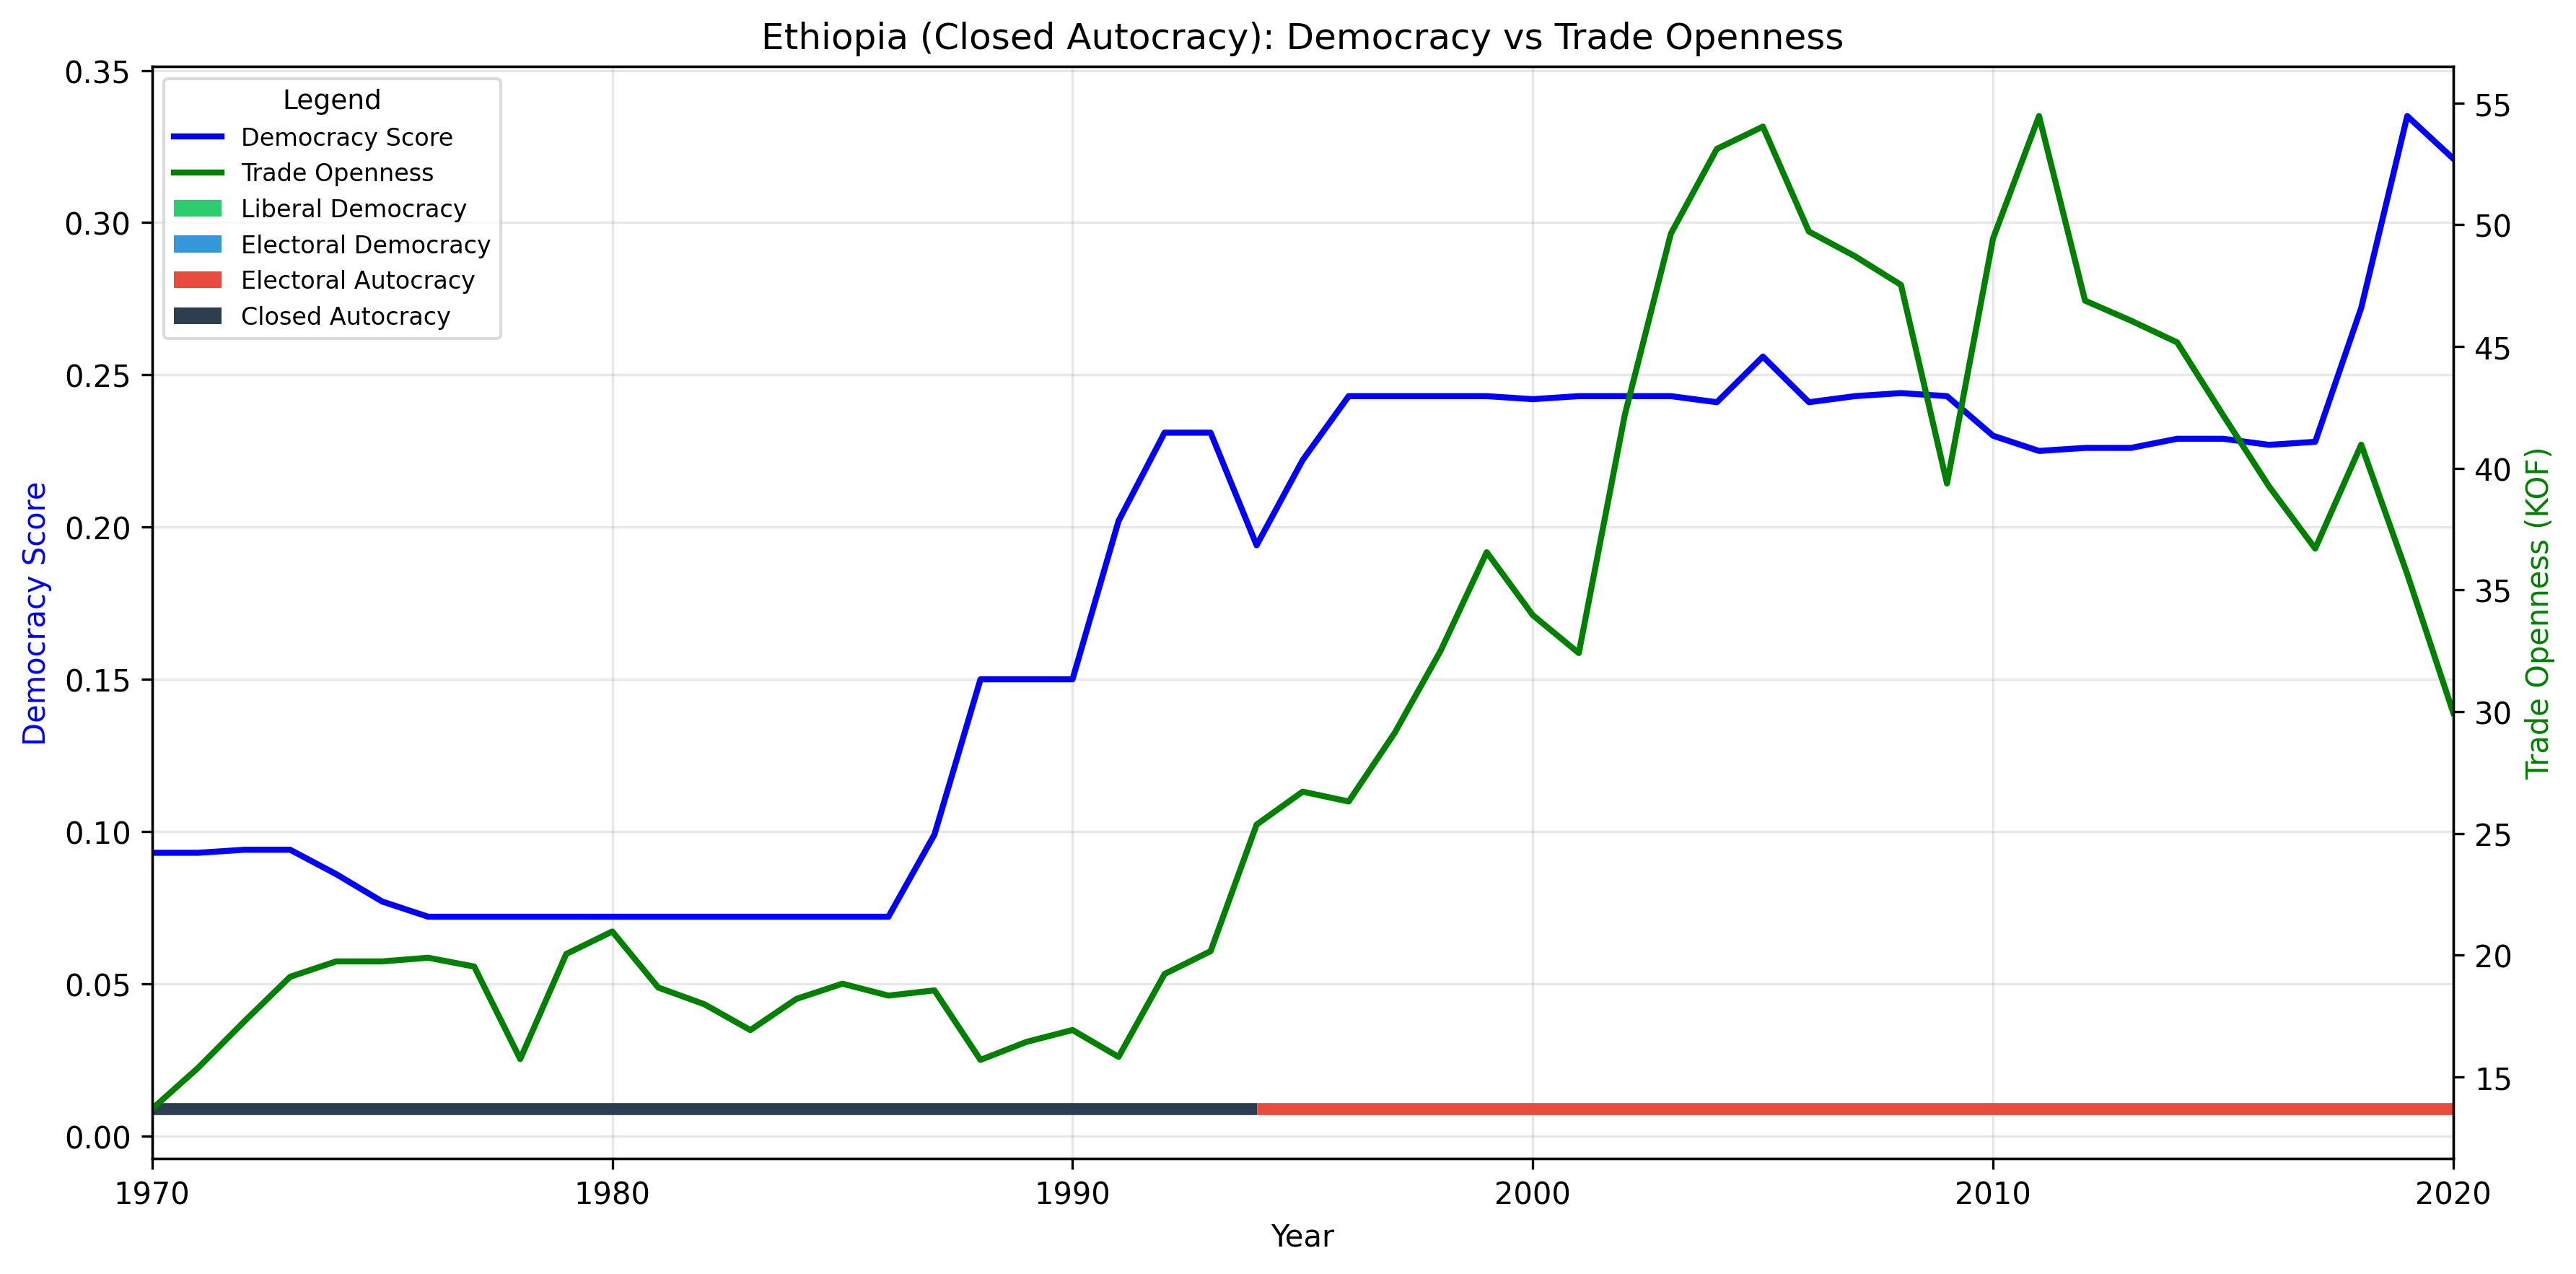 Ethiopia (Closed Autocracy): Democracy vs Trade Openness
Legend
Democracy Score
Trade Openness
Liberal Democracy
Electoral Democracy
Electoral Autocracy
Closed Autocracy
0.35
0.30
0.25
0.20
0.15
0.10
0.05
0.00
Democracy Score
55
50
45
40
35
30
25
20
15
Trade Openness (KOF)
1970
1980
1990
2000
2010
2020
Year